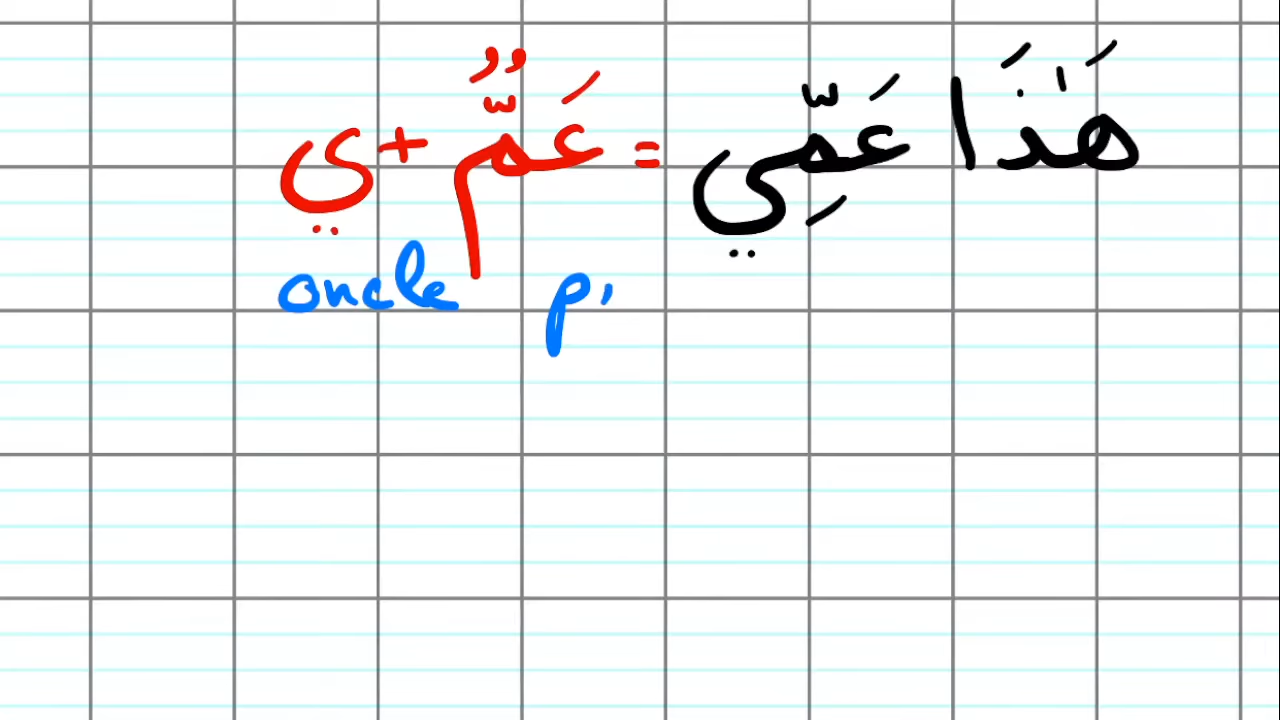 هَٰذَا عَمِّي = عَمٌّ + ي
oncle p